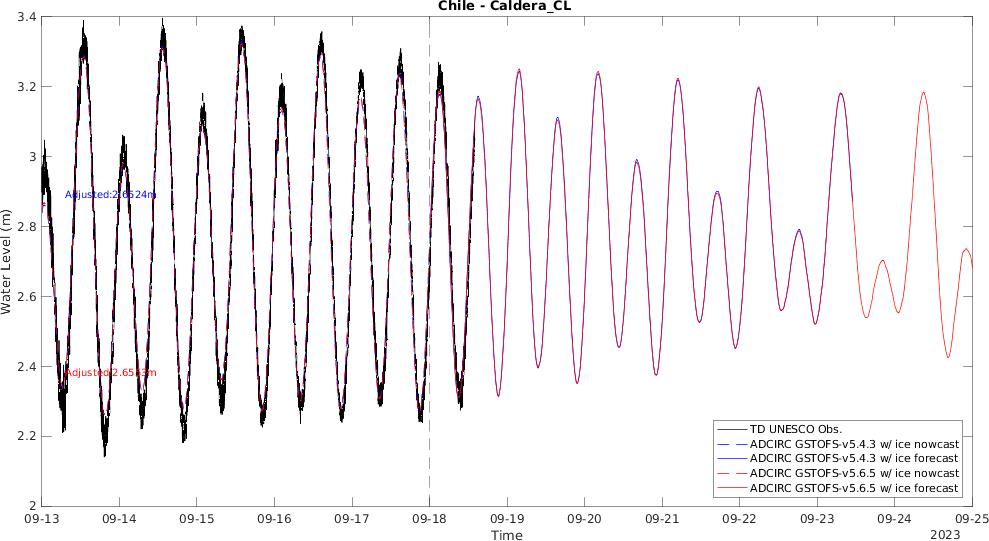 Chile - Caldera_CL
3.4
3.2
3
2.8
2.6
2.4
2.2
2
Water Level (m)
Adjusted:2.6524m
TD UNESCO Obs.
ADCIRC GSTOFS-v5.4.3 w/ ice nowcast
ADCIRC GSTOFS-v5.4.3 w/ ice forecast
ADCIRC GSTOFS-v5.6.5 w/ ice nowcast
ADCIRC GSTOFS-v5.6.5 w/ ice forecast
09-13 09-14 09-15 09-16 09-17 09-18 09-19 09-20 09-21 09-22 09-23 09-24 09-25
Time
2023